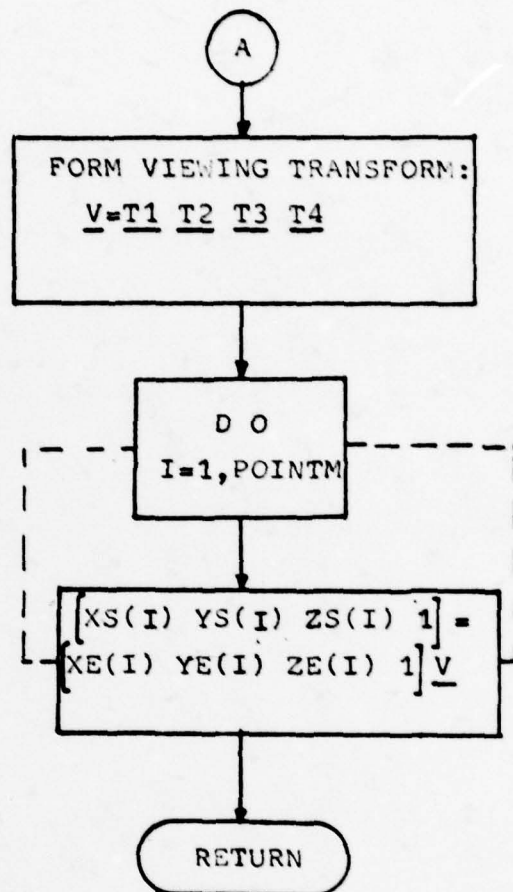 A
FORM VIEWING TRANSFORM:
V=T1 T2 T3 T4
D O
I=1,POINTM
[XS(I) YS(I) ZS(I) 1] =
[XE(I) YE(I) ZE(I) 1] V
RETURN